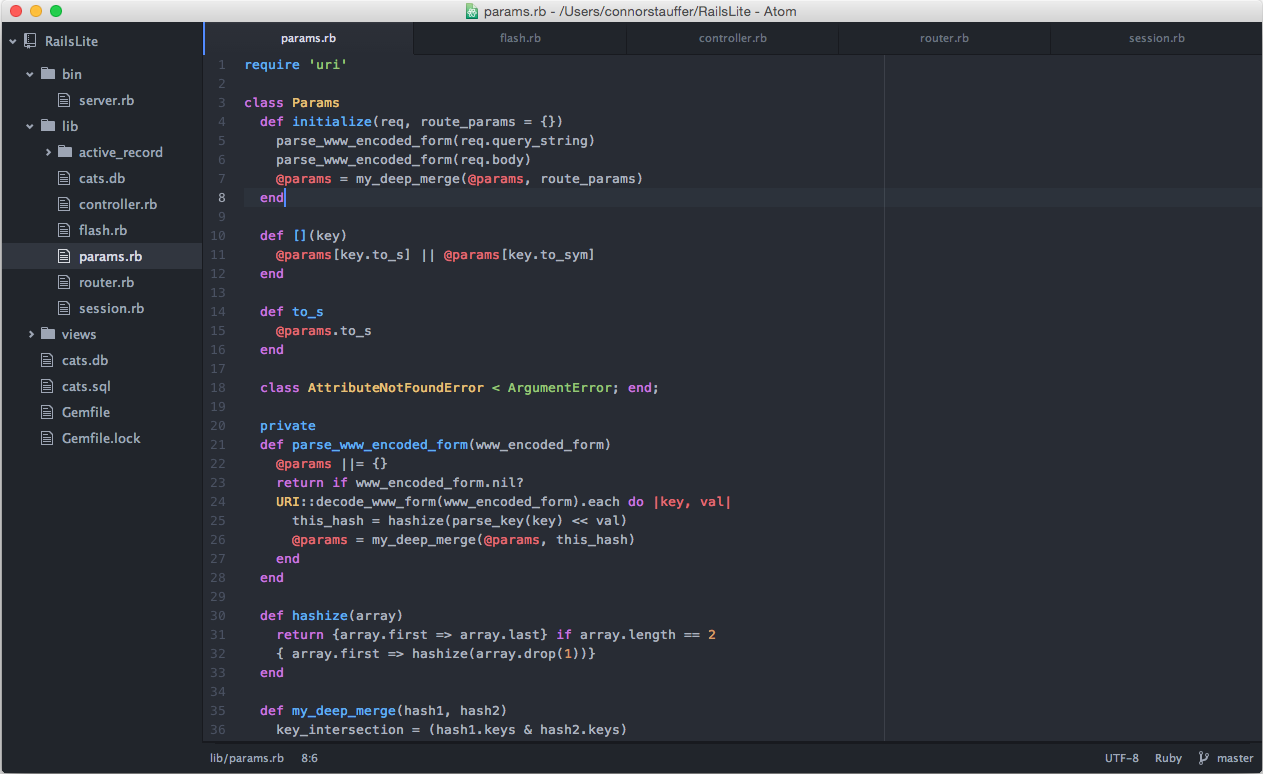 params.rb - /Users/connorstauffer/RailsLite - Atom
RailsLite
bin
server.rb
lib
active_record
cats.db
controller.rb
flash.rb
params.rb
router.rb
session.rb
views
cats.db
cats.sql
Gemfile
Gemfile.lock
params.rb flash.rb controller.rb router.rb session.rb
1 require 'uri'
2
3 class Params
4   def initialize(req, route_params = {})
5     parse_www_encoded_form(req.query_string)
6     parse_www_encoded_form(req.body)
7     @params = my_deep_merge(@params, route_params)
8   end
9
10   def [](key)
11     @params[key.to_s] || @params[key.to_sym]
12   end
13
14   def to_s
15     @params.to_s
16   end
17
18   class AttributeNotFoundError < ArgumentError; end;
19
20   private
21   def parse_www_encoded_form(www_encoded_form)
22     @params ||= {}
23     return if www_encoded_form.nil?
24     URI::decode_www_form(www_encoded_form).each do |key, val|
25       this_hash = hashize(parse_key(key) << val)
26       @params = my_deep_merge(@params, this_hash)
27     end
28   end
29
30   def hashize(array)
31     return {array.first => array.last} if array.length == 2
32     { array.first => hashize(array.drop(1))}
33   end
34
35   def my_deep_merge(hash1, hash2)
36     key_intersection = (hash1.keys & hash2.keys)
lib/params.rb 8:6 UTF-8 Ruby master